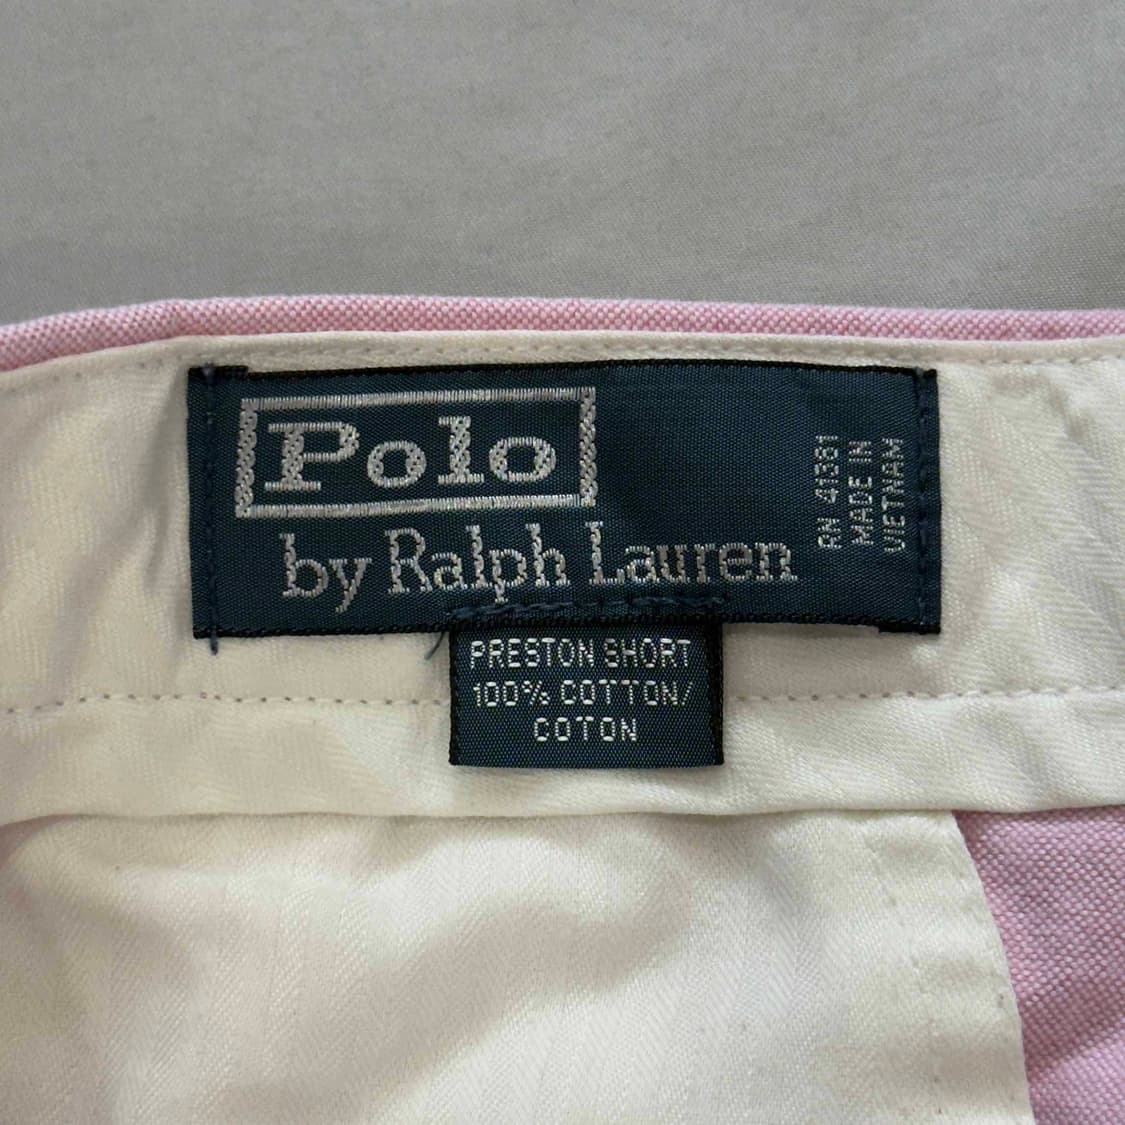 Polo
by Ralph Lauren
RN 41381
MADE IN
VIETNAM
PRESTON SHORT
100% COTTON/
COTON